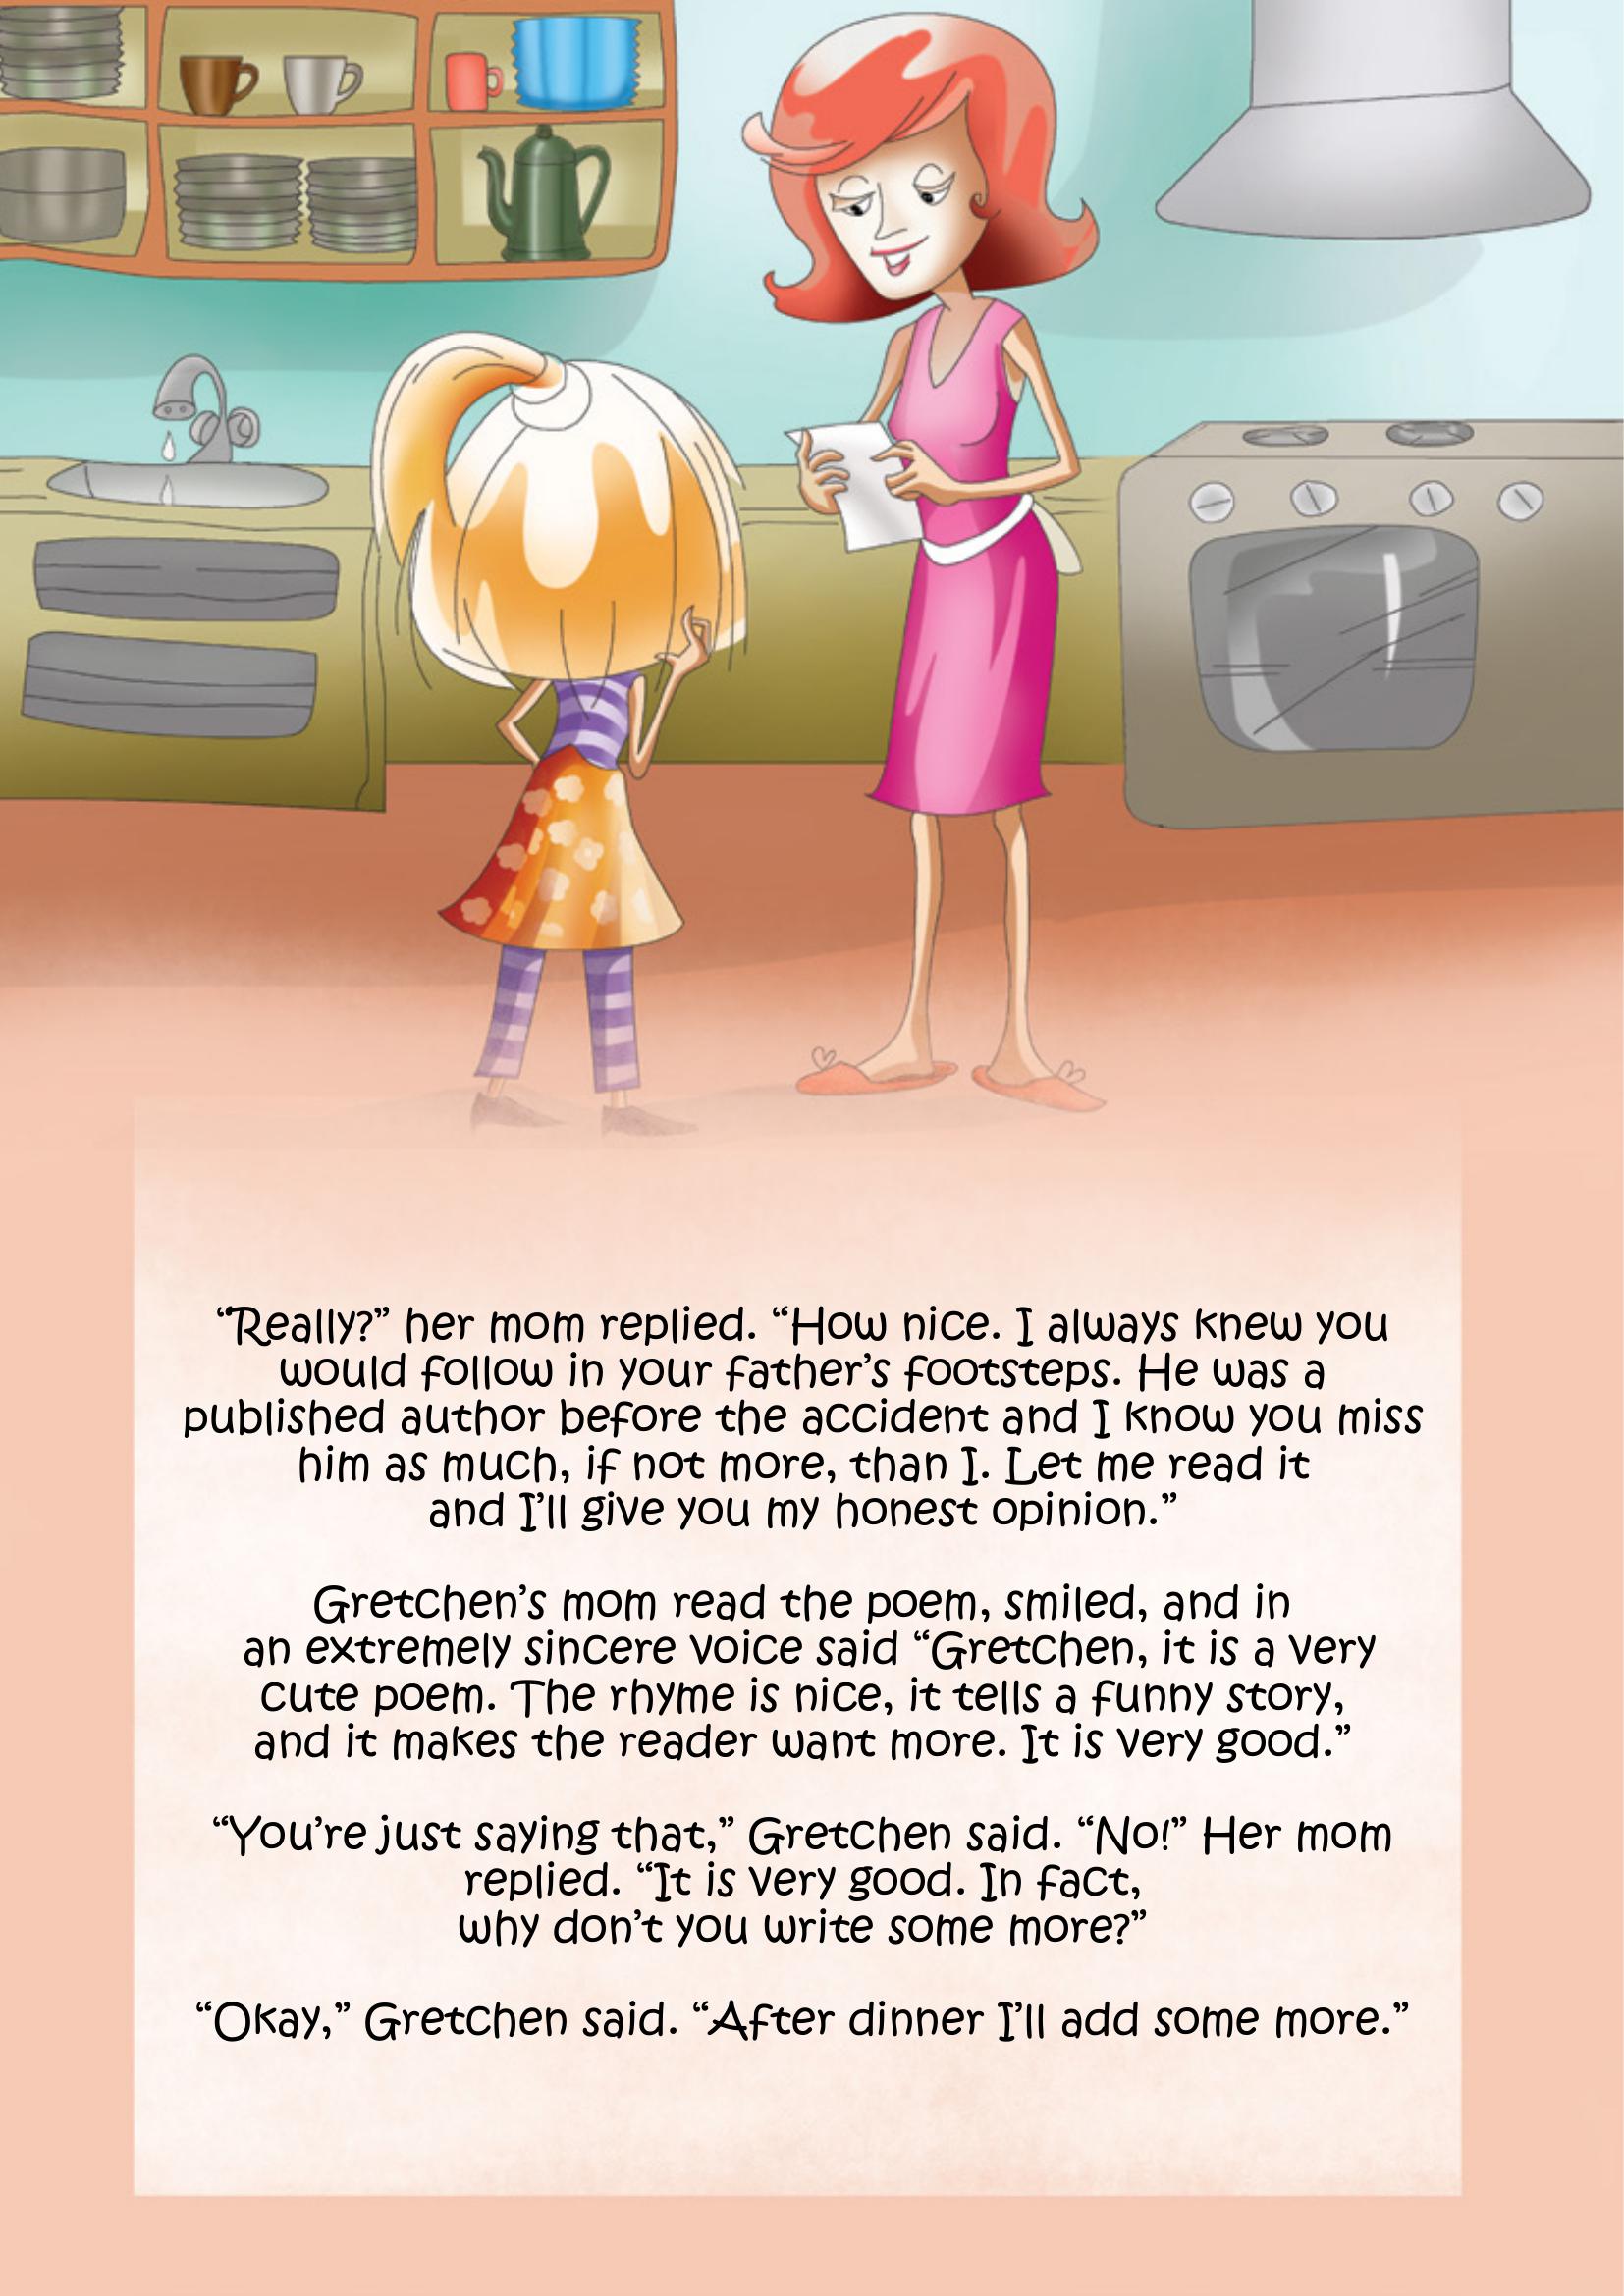 “Really?” her mom replied. “How nice. I always knew you
would follow in your father’s footsteps. He was a
published author before the accident and I know you miss
him as much, if not more, than I. Let me read it
and I’ll give you my honest opinion.”
Gretchen’s mom read the poem, smiled, and in
an extremely sincere voice said “Gretchen, it is a very
cute poem. The rhyme is nice, it tells a funny story,
and it makes the reader want more. It is very good.”
“You’re just saying that,” Gretchen said. “No!” Her mom
replied. “It is very good. In fact,
why don’t you write some more?”
“Okay,” Gretchen said. “After dinner I’ll add some more.”